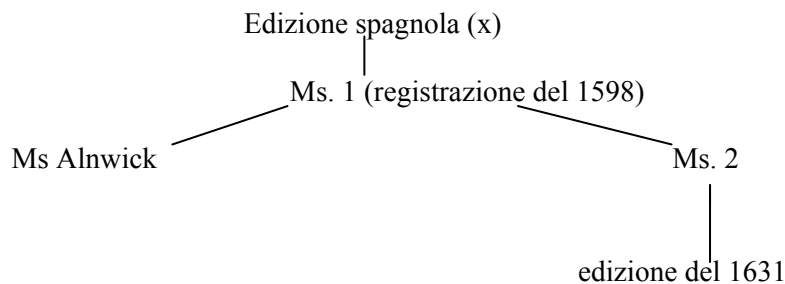 Edizione spagnola (x)
Ms. 1 (registrazione del 1598)
Ms Alnwick
Ms. 2
edizione del 1631